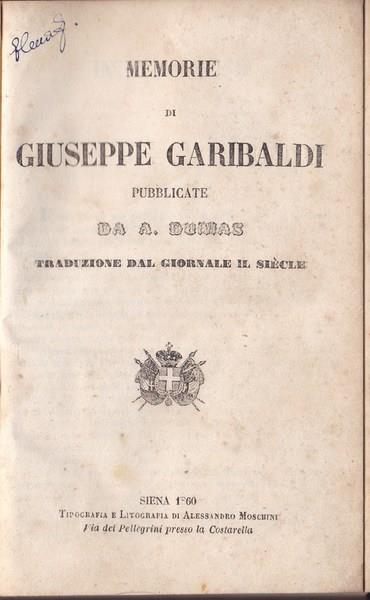 MEMORIE
DI
GIUSEPPE GARIBALDI
PUBBLICATE
DA A. DUMAS
TRADUZIONE DAL GIORNALE IL SIÈCLE
SIENA 1860
TIPOGRAFIA E LITOGRAFIA DI ALESSANDRO MOSCHINI
Via dei Pellegrini presso la Costarella